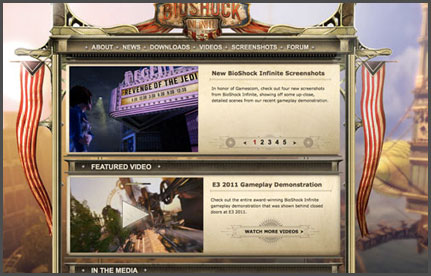 BIOSHOCK
INFINITE
ABOUT NEWS DOWNLOADS VIDEOS SCREENSHOTS FORUM
REVENGE OF THE JEDI
New BioShock Infinite Screenshots
In honor of Gamescom, check out four new screenshots
from BioShock Infinite, showing off some up-close,
detailed scenes from our recent gameplay demonstration.
1 2 3 4 5
FEATURED VIDEO
E3 2011 Gameplay Demonstration
Check out the entire award-winning BioShock Infinite
gameplay demonstration that was shown behind closed
doors at E3 2011.
WATCH MORE VIDEOS
IN THE MEDIA